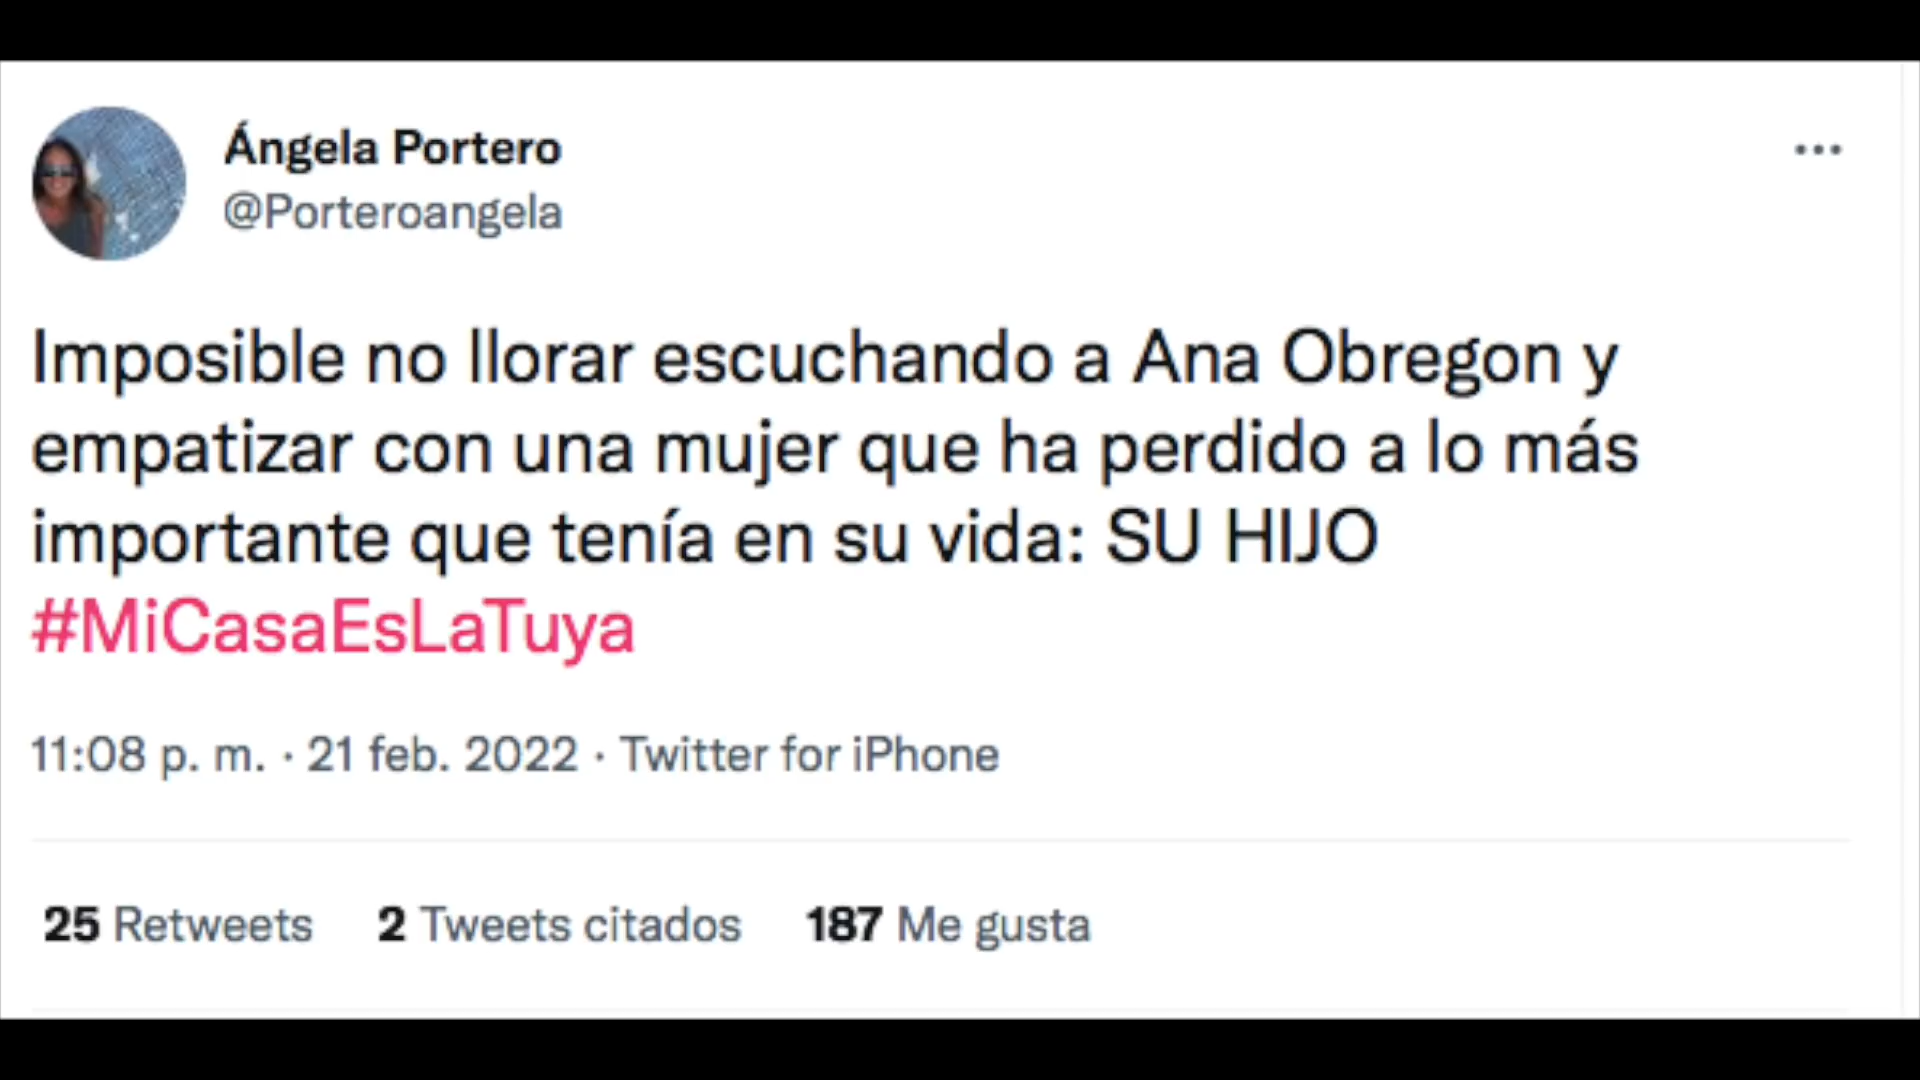 Ángela Portero
@Porteroangela
Imposible no llorar escuchando a Ana Obregon y
empatizar con una mujer que ha perdido a lo más
importante que tenía en su vida: SU HIJO
#MiCasaEsLaTuya
11:08 p. m. · 21 feb. 2022 · Twitter for iPhone
25 Retweets 2 Tweets citados 187 Me gusta